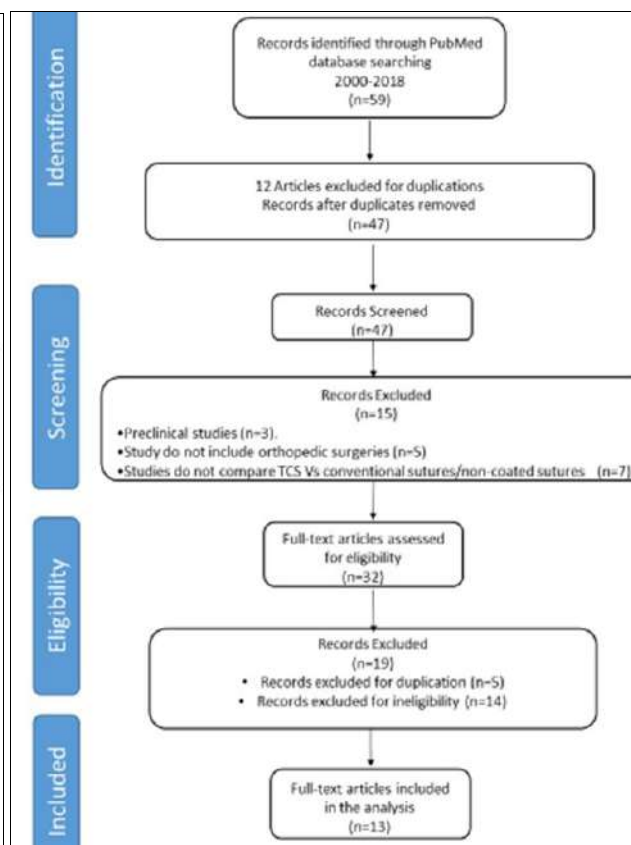 Identification
Records identified through PubMed
database searching
2000-2018
(n=59)
12 Articles excluded for duplications
Records after duplicates removed
(n=47)
Screening
Records Screened
(n=47)
Records Excluded
(n=15)
•Preclinical studies (n=3).
•Study do not include orthopedic surgeries (n=5)
•Studies do not compare TCS Vs conventional sutures/non-coated sutures (n=7)
Eligibility
Full-text articles assessed
for eligibility
(n=32)
Records Excluded
(n=19)
• Records excluded for duplication (n=5)
• Records excluded for ineligibility (n=14)
Included
Full-text articles included
in the analysis
(n=13)